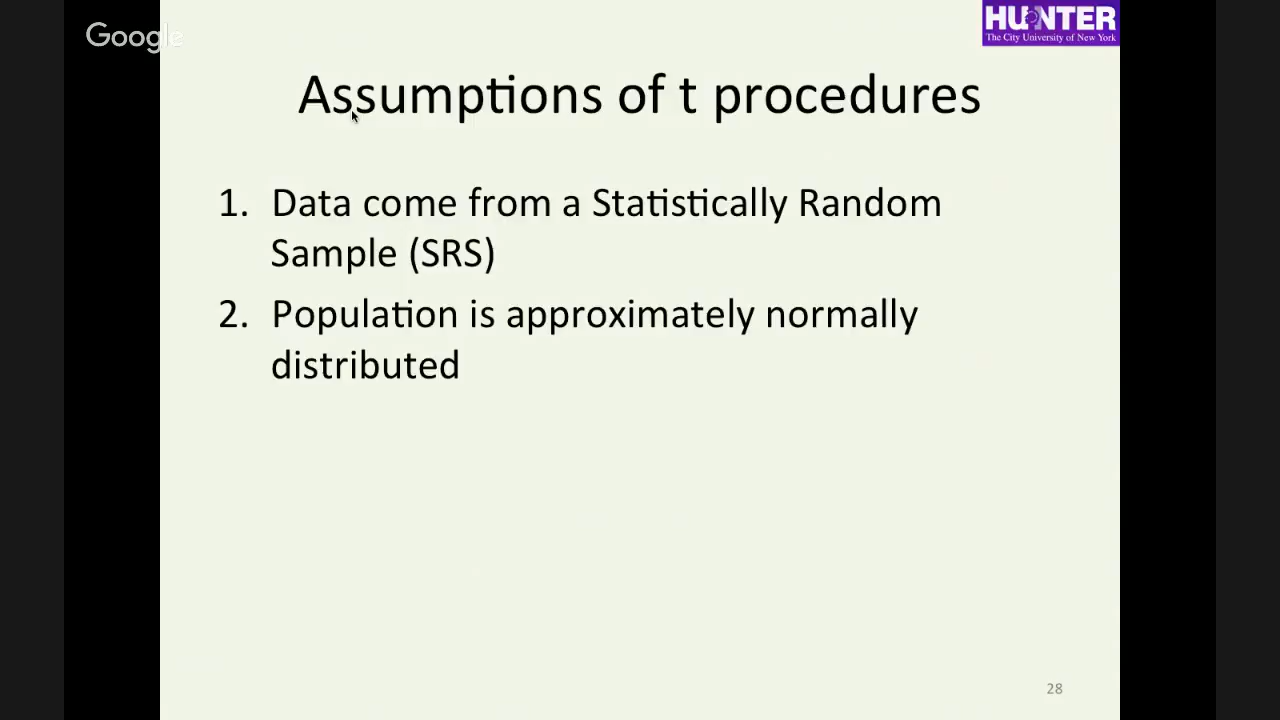 Google
HUNTER
The City University of New York
Assumptions of t procedures
1. Data come from a Statistically Random
Sample (SRS)
2. Population is approximately normally
distributed
28